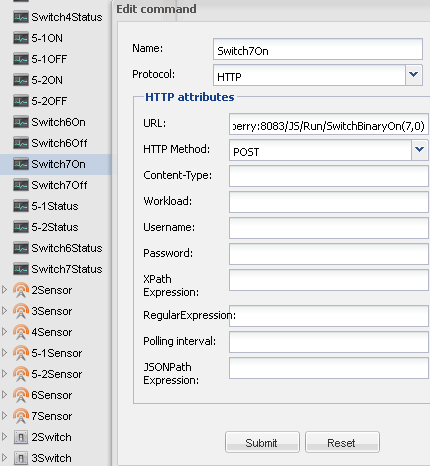 Switch4Status
5-1ON
5-1OFF
5-2ON
5-2OFF
Switch6On
Switch6Off
Switch7On
Switch7Off
5-1Status
5-2Status
Switch6Status
Switch7Status
2Sensor
3Sensor
4Sensor
5-1Sensor
5-2Sensor
6Sensor
7Sensor
2Switch
3Switch
Edit command
Name: Switch7On
Protocol: HTTP
HTTP attributes
URL: berry:8083/JS/Run/SwitchBinaryOn(7,0)
HTTP Method: POST
Content-Type:
Workload:
Username:
Password:
XPath
Expression:
RegularExpression:
Polling interval:
JSONPath
Expression:
Submit Reset